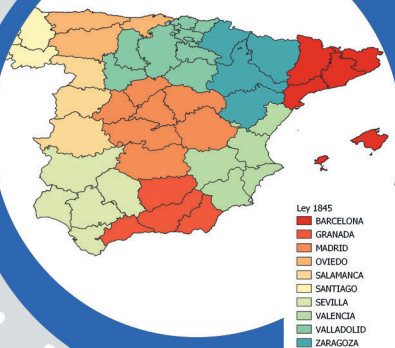 Ley 1845
BARCELONA
GRANADA
MADRID
OVIEDO
SALAMANCA
SANTIAGO
SEVILLA
VALENCIA
VALLADOLID
ZARAGOZA